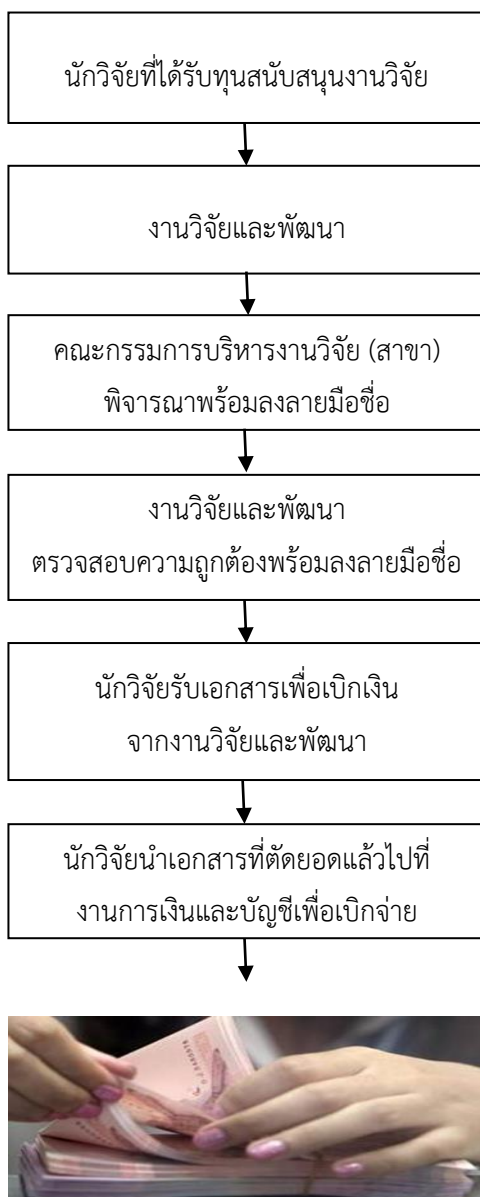 นักวิจัยที่ได้รับทุนสนับสนุนงานวิจัย
งานวิจัยและพัฒนา
คณะกรรมการบริหารงานวิจัย (สาขา)
พิจารณาพร้อมลงลายมือชื่อ
งานวิจัยและพัฒนา
ตรวจสอบความถูกต้องพร้อมลงลายมือชื่อ
นักวิจัยรับเอกสารเพื่อเบิกเงิน
จากงานวิจัยและพัฒนา
นักวิจัยนำเอกสารที่ตัดยอดแล้วไปที่
งานการเงินและบัญชีเพื่อเบิกจ่าย